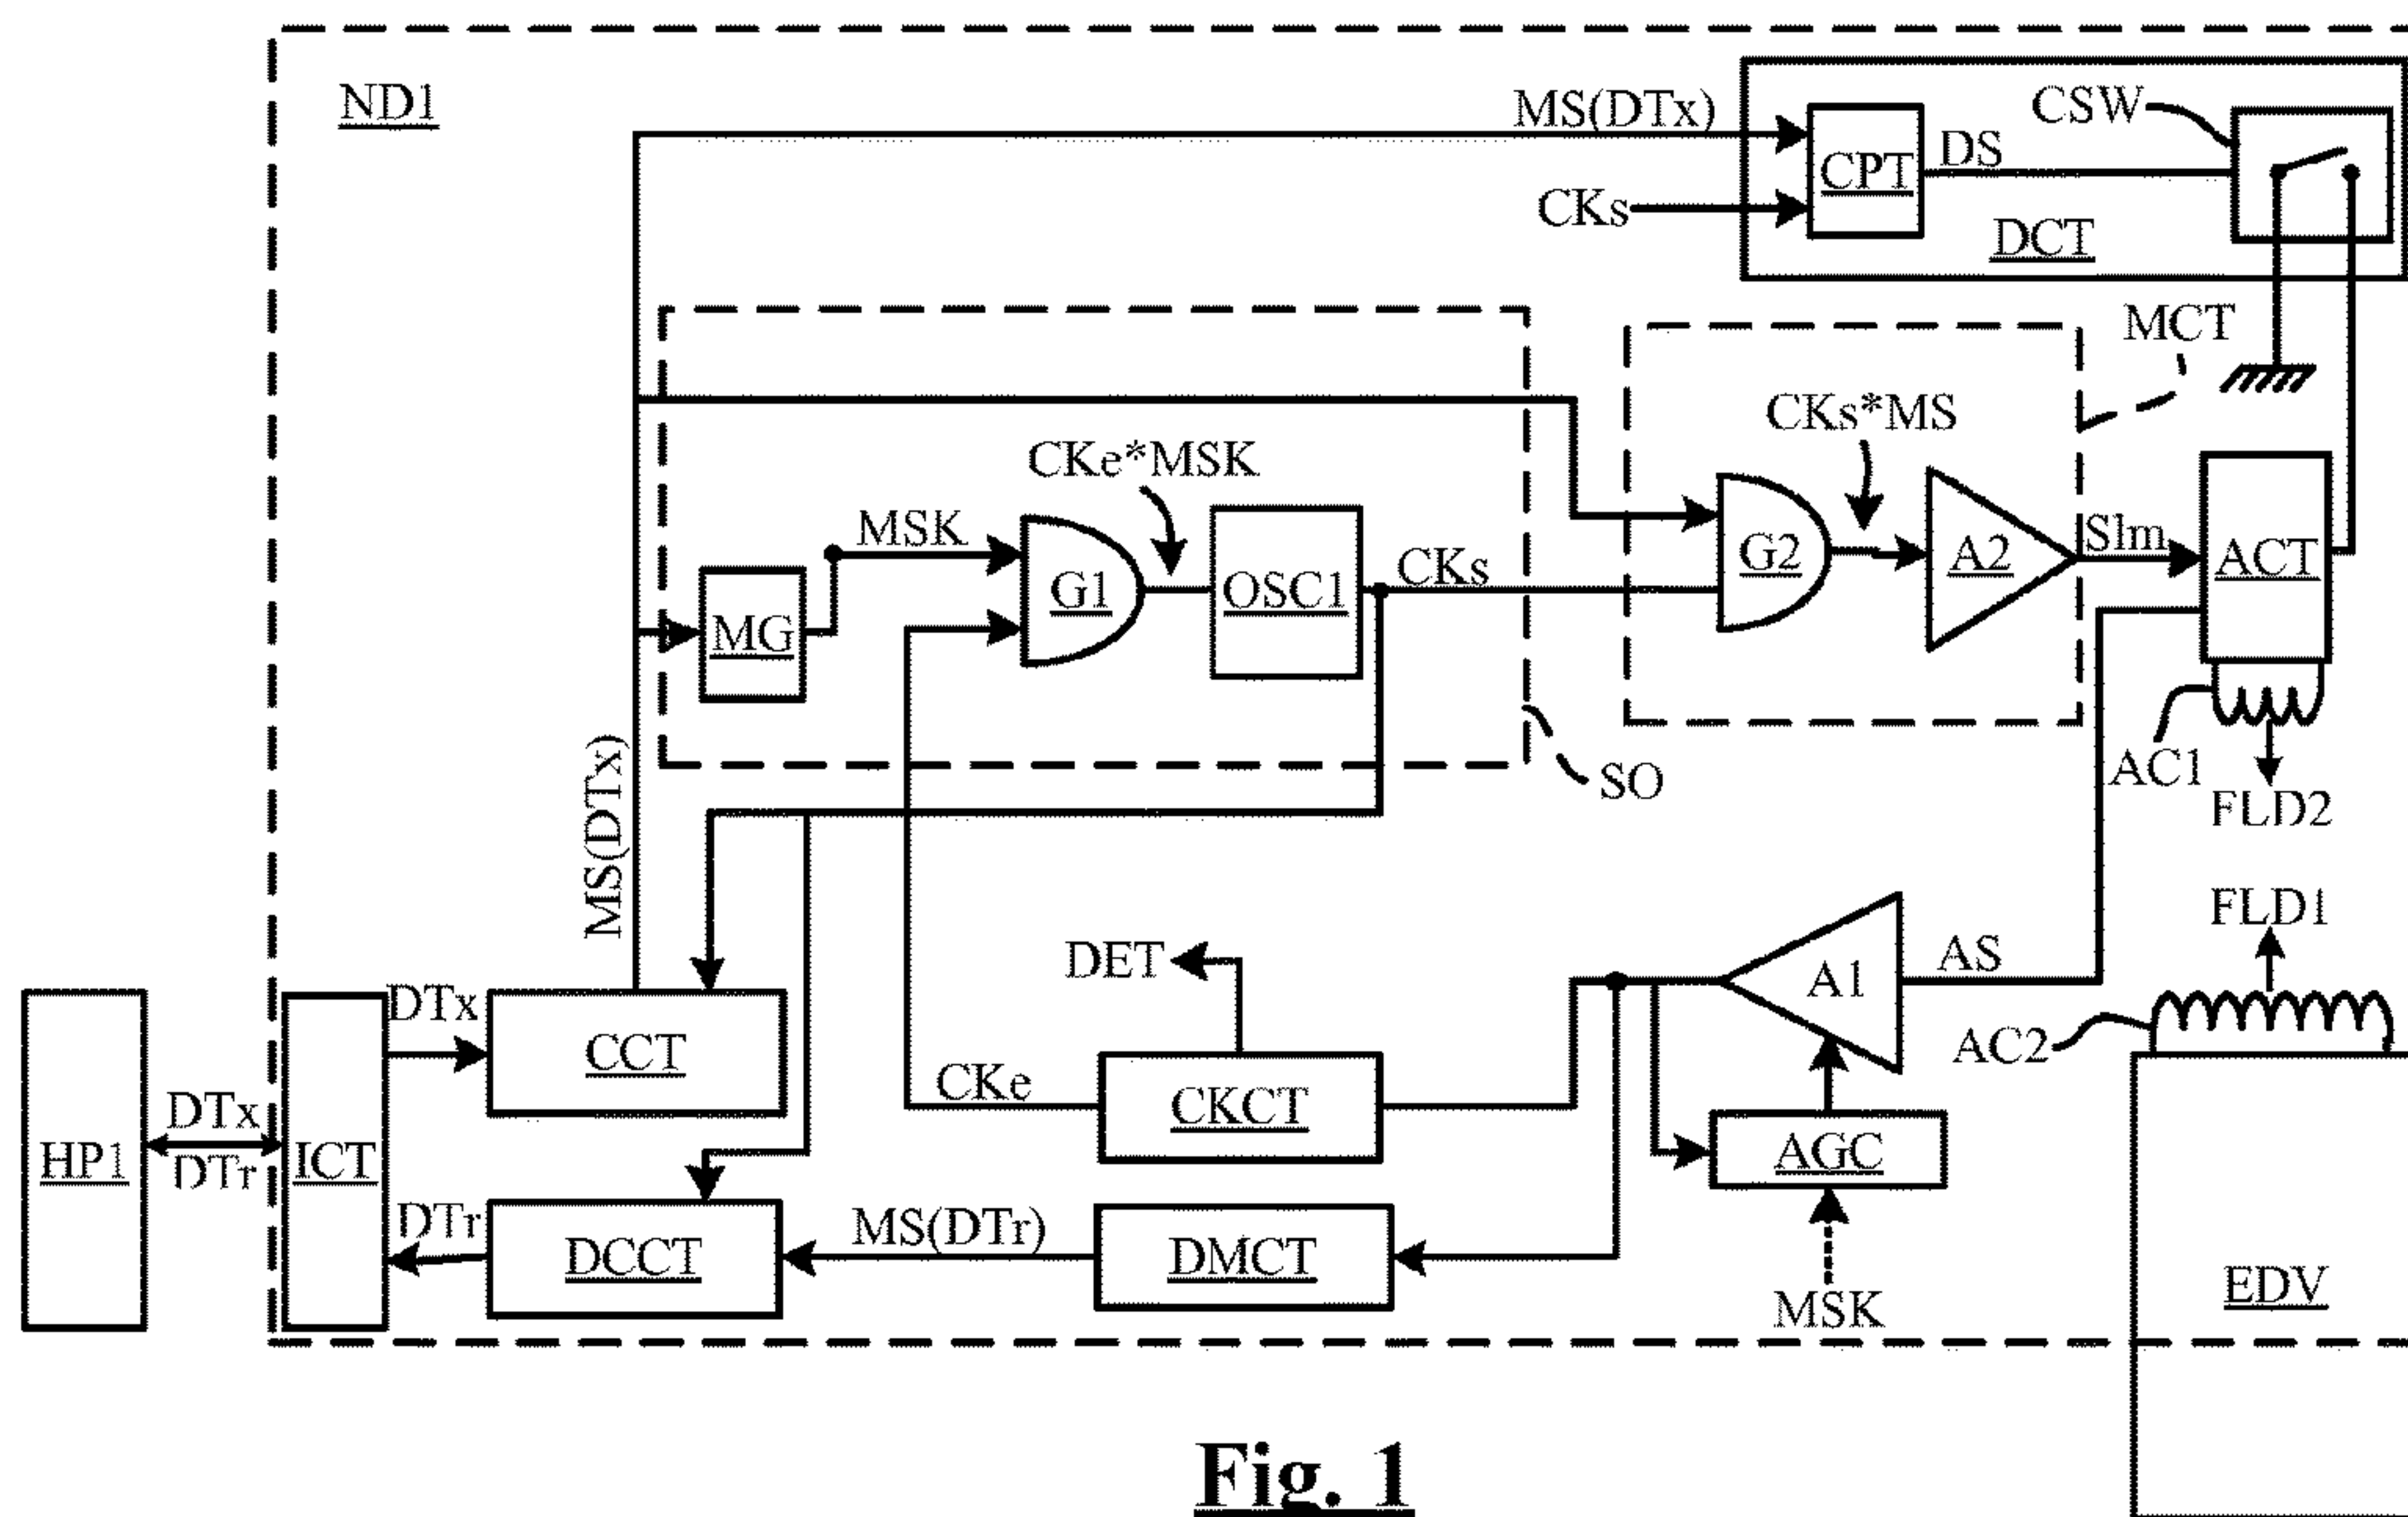 ND1
MS(DTx)
CSW
CPT
DS
CKs
DCT
MCT
CKe*MSK
CKs*MS
MSK
MG
G1
OSC1
CKs
G2
A2
Slm
ACT
AC1
FLD2
SO
MS(DTx)
FLD1
DET
A1
AS
AC2
HP1
DTx
DTr
ICT
DTx
CCT
CKe
CKCT
AGC
DTr
DCCT
MS(DTr)
DMCT
MSK
EDV
Fig. 1